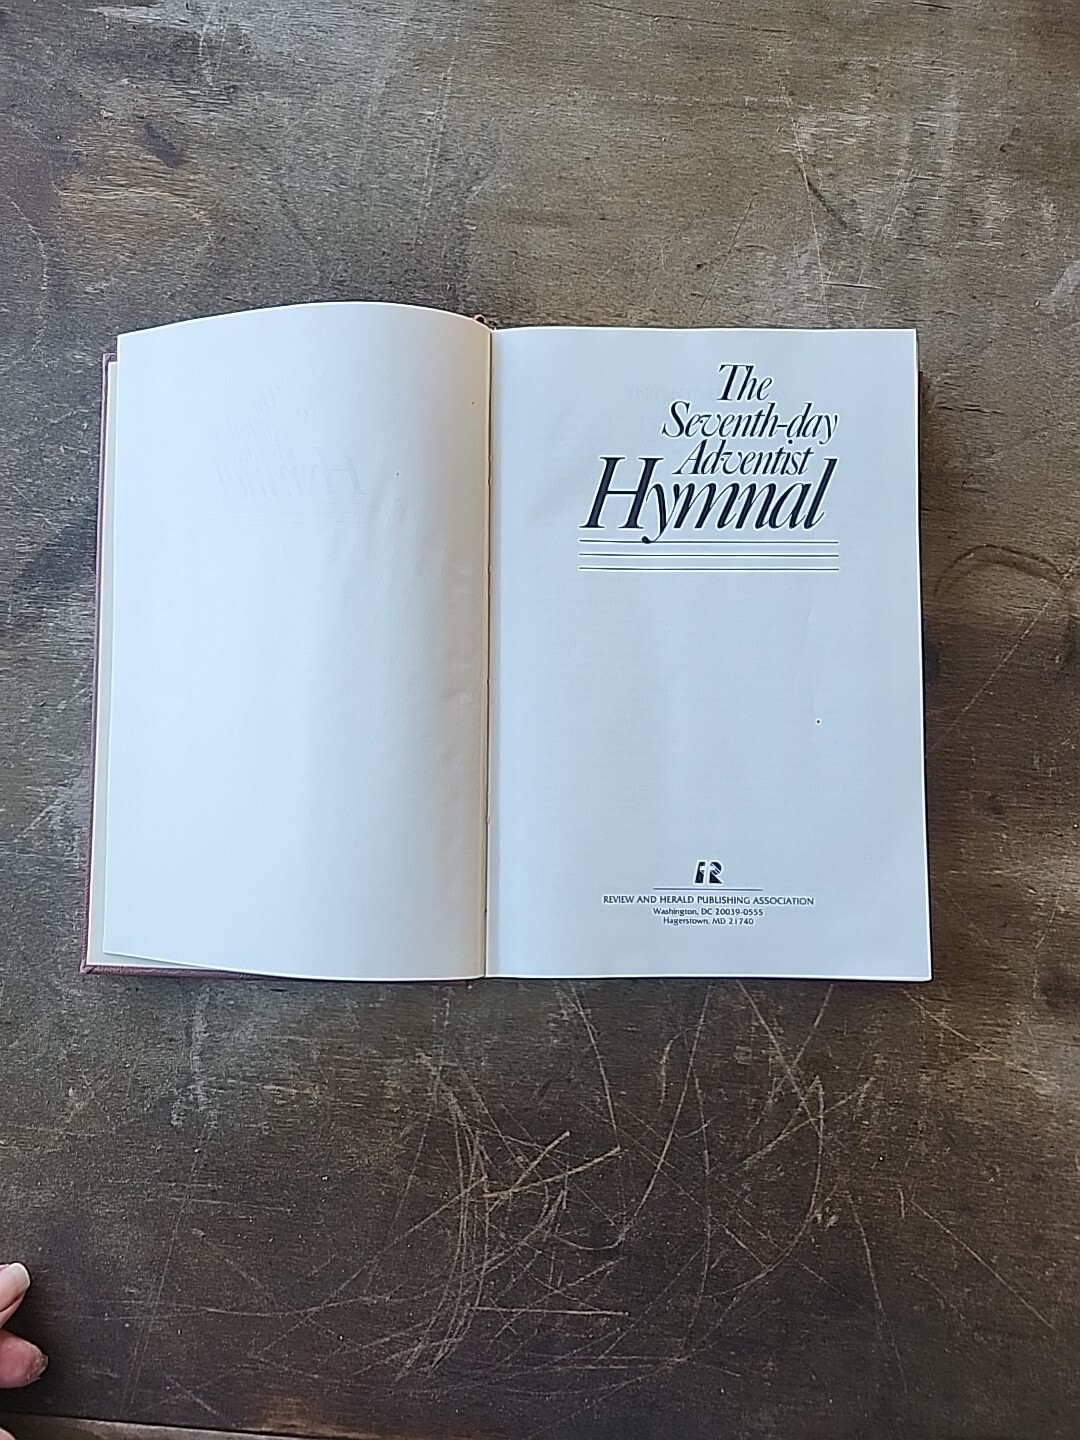 The
Seventh-day
Adventist
Hymnal
REVIEW AND HERALD PUBLISHING ASSOCIATION
Washington, DC 20039-0555
Hagerstown, MD 21740